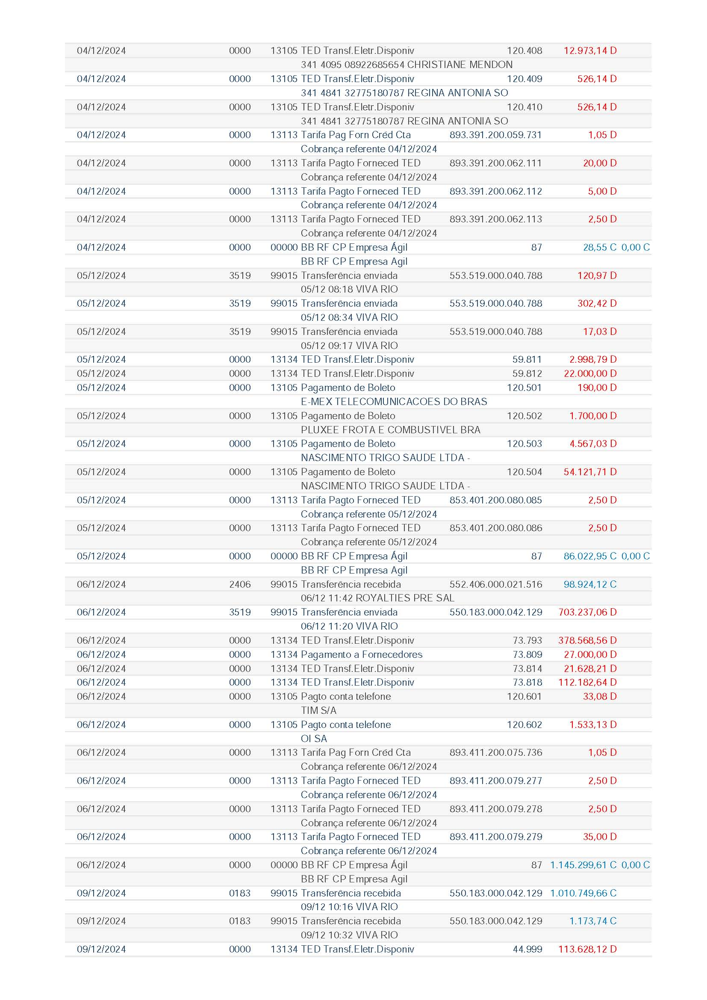 04/12/2024 0000 13105 TED Transf.Eletr.Disponiv 120.408 12.973,14 D
341 4095 08922685654 CHRISTIANE MENDON
04/12/2024 0000 13105 TED Transf.Eletr.Disponiv 120.409 526,14 D
341 4841 32775180787 REGINA ANTONIA SO
04/12/2024 0000 13105 TED Transf.Eletr.Disponiv 120.410 526,14 D
341 4841 32775180787 REGINA ANTONIA SO
04/12/2024 0000 13113 Tarifa Pag Forn Créd Cta 893.391.200.059.731 1,05 D
Cobrança referente 04/12/2024
04/12/2024 0000 13113 Tarifa Pagto Forneced TED 893.391.200.062.111 20,00 D
Cobrança referente 04/12/2024
04/12/2024 0000 13113 Tarifa Pagto Forneced TED 893.391.200.062.112 5,00 D
Cobrança referente 04/12/2024
04/12/2024 0000 13113 Tarifa Pagto Forneced TED 893.391.200.062.113 2,50 D
Cobrança referente 04/12/2024
04/12/2024 0000 00000 BB RF CP Empresa Ágil 87 28,55 C 0,00 C
BB RF CP Empresa Agil
05/12/2024 3519 99015 Transferência enviada 553.519.000.040.788 120,97 D
05/12 08:18 VIVA RIO
05/12/2024 3519 99015 Transferência enviada 553.519.000.040.788 302,42 D
05/12 08:34 VIVA RIO
05/12/2024 3519 99015 Transferência enviada 553.519.000.040.788 17,03 D
05/12 09:17 VIVA RIO
05/12/2024 0000 13134 TED Transf.Eletr.Disponiv 59.811 2.998,79 D
05/12/2024 0000 13134 TED Transf.Eletr.Disponiv 59.812 22.000,00 D
05/12/2024 0000 13105 Pagamento de Boleto 120.501 190,00 D
E-MEX TELECOMUNICACOES DO BRAS
05/12/2024 0000 13105 Pagamento de Boleto 120.502 1.700,00 D
PLUXEE FROTA E COMBUSTIVEL BRA
05/12/2024 0000 13105 Pagamento de Boleto 120.503 4.567,03 D
NASCIMENTO TRIGO SAUDE LTDA -
05/12/2024 0000 13105 Pagamento de Boleto 120.504 54.121,71 D
NASCIMENTO TRIGO SAUDE LTDA -
05/12/2024 0000 13113 Tarifa Pagto Forneced TED 853.401.200.080.085 2,50 D
Cobrança referente 05/12/2024
05/12/2024 0000 13113 Tarifa Pagto Forneced TED 853.401.200.080.086 2,50 D
Cobrança referente 05/12/2024
05/12/2024 0000 00000 BB RF CP Empresa Ágil 87 86.022,95 C 0,00 C
BB RF CP Empresa Agil
06/12/2024 2406 99015 Transferência recebida 552.406.000.021.516 98.924,12 C
06/12 11:42 ROYALTIES PRE SAL
06/12/2024 3519 99015 Transferência enviada 550.183.000.042.129 703.237,06 D
06/12 11:20 VIVA RIO
06/12/2024 0000 13134 TED Transf.Eletr.Disponiv 73.793 378.568,56 D
06/12/2024 0000 13134 Pagamento a Fornecedores 73.809 27.000,00 D
06/12/2024 0000 13134 TED Transf.Eletr.Disponiv 73.814 21.628,21 D
06/12/2024 0000 13134 TED Transf.Eletr.Disponiv 73.818 112.182,64 D
06/12/2024 0000 13105 Pagto conta telefone 120.601 33,08 D
TIM S/A
06/12/2024 0000 13105 Pagto conta telefone 120.602 1.533,13 D
OI SA
06/12/2024 0000 13113 Tarifa Pag Forn Créd Cta 893.411.200.075.736 1,05 D
Cobrança referente 06/12/2024
06/12/2024 0000 13113 Tarifa Pagto Forneced TED 893.411.200.079.277 2,50 D
Cobrança referente 06/12/2024
06/12/2024 0000 13113 Tarifa Pagto Forneced TED 893.411.200.079.278 2,50 D
Cobrança referente 06/12/2024
06/12/2024 0000 13113 Tarifa Pagto Forneced TED 893.411.200.079.279 35,00 D
Cobrança referente 06/12/2024
06/12/2024 0000 00000 BB RF CP Empresa Ágil 87 1.145.299,61 C 0,00 C
BB RF CP Empresa Agil
09/12/2024 0183 99015 Transferência recebida 550.183.000.042.129 1.010.749,66 C
09/12 10:16 VIVA RIO
09/12/2024 0183 99015 Transferência recebida 550.183.000.042.129 1.173,74 C
09/12 10:32 VIVA RIO
09/12/2024 0000 13134 TED Transf.Eletr.Disponiv 44.999 113.628,12 D